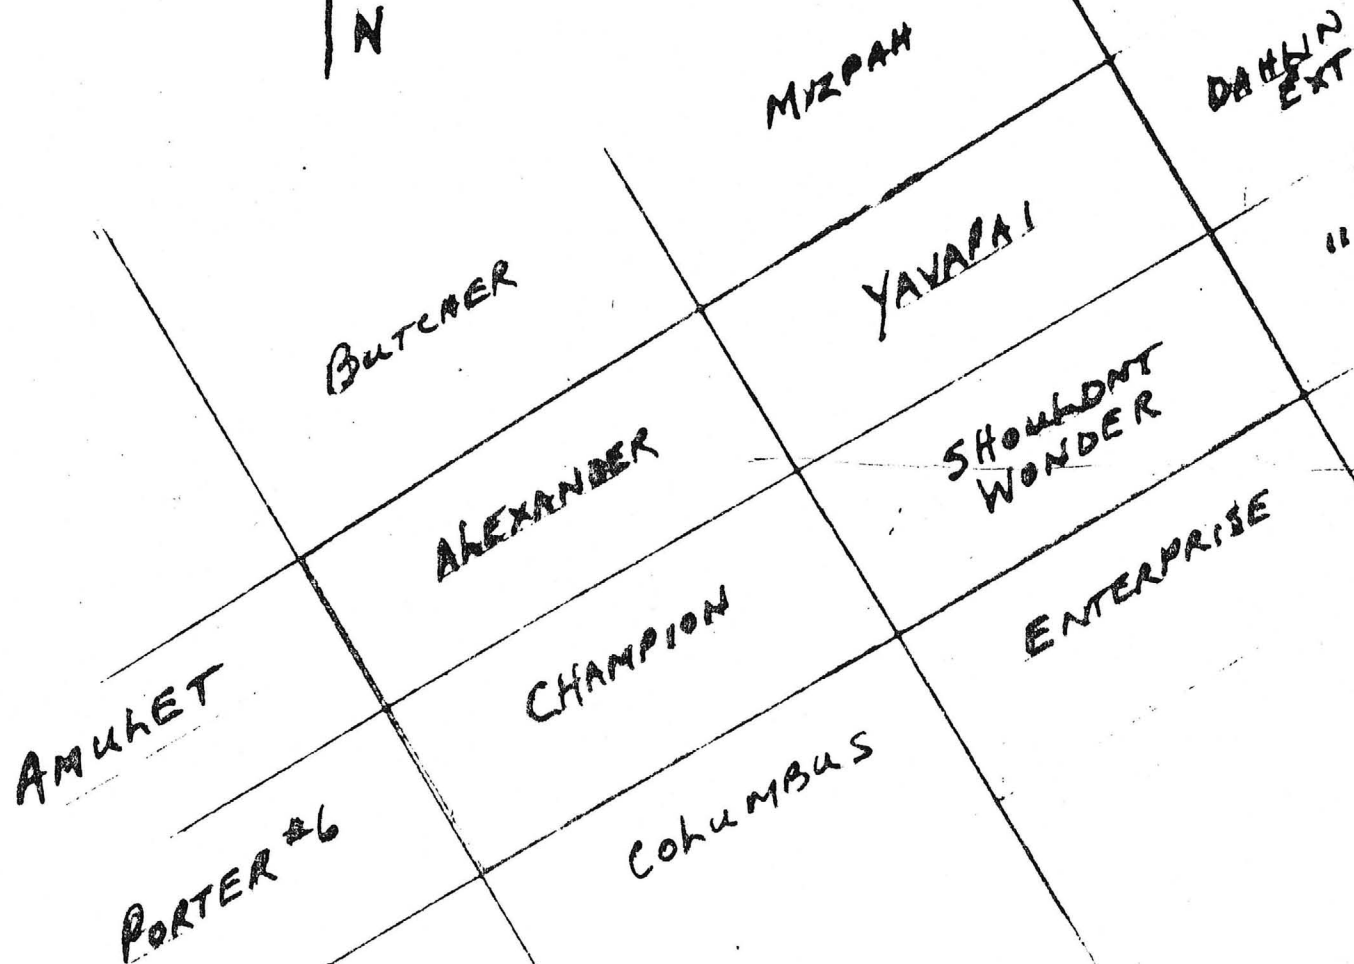 N
MIZPAH
DAHLIN
EXT
BUTCHER
YAVAPAI
"
ALEXANDER
SHOULDNT
WONDER
AMULET
CHAMPION
ENTERPRISE
PORTER #6
COLUMBUS